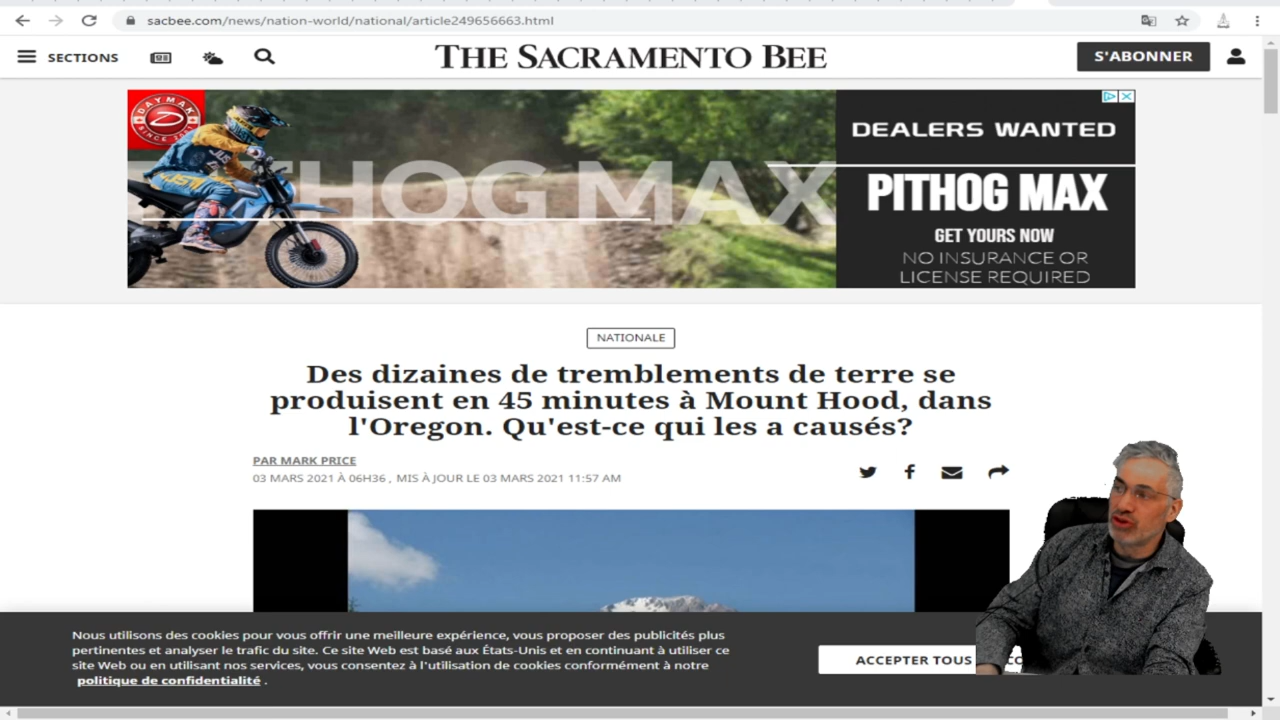 sacbee.com/news/nation-world/national/article249656663.html
SECTIONS
THE SACRAMENTO BEE
S'ABONNER
DAYMAK
SINCE 2001
THOG MAX
DEALERS WANTED
PITHOG MAX
GET YOURS NOW
NO INSURANCE OR
LICENSE REQUIRED
NATIONALE
Des dizaines de tremblements de terre se
produisent en 45 minutes à Mount Hood, dans
l'Oregon. Qu'est-ce qui les a causés?
PAR MARK PRICE
03 MARS 2021 À 06H36 , MIS À JOUR LE 03 MARS 2021 11:57 AM
Nous utilisons des cookies pour vous offrir une meilleure expérience, vous proposer des publicités plus
pertinentes et analyser le trafic du site. Ce site Web est basé aux États-Unis et en continuant à utiliser ce
site Web ou en utilisant nos services, vous consentez à l'utilisation de cookies conformément à notre
politique de confidentialité .
ACCEPTER TOUS